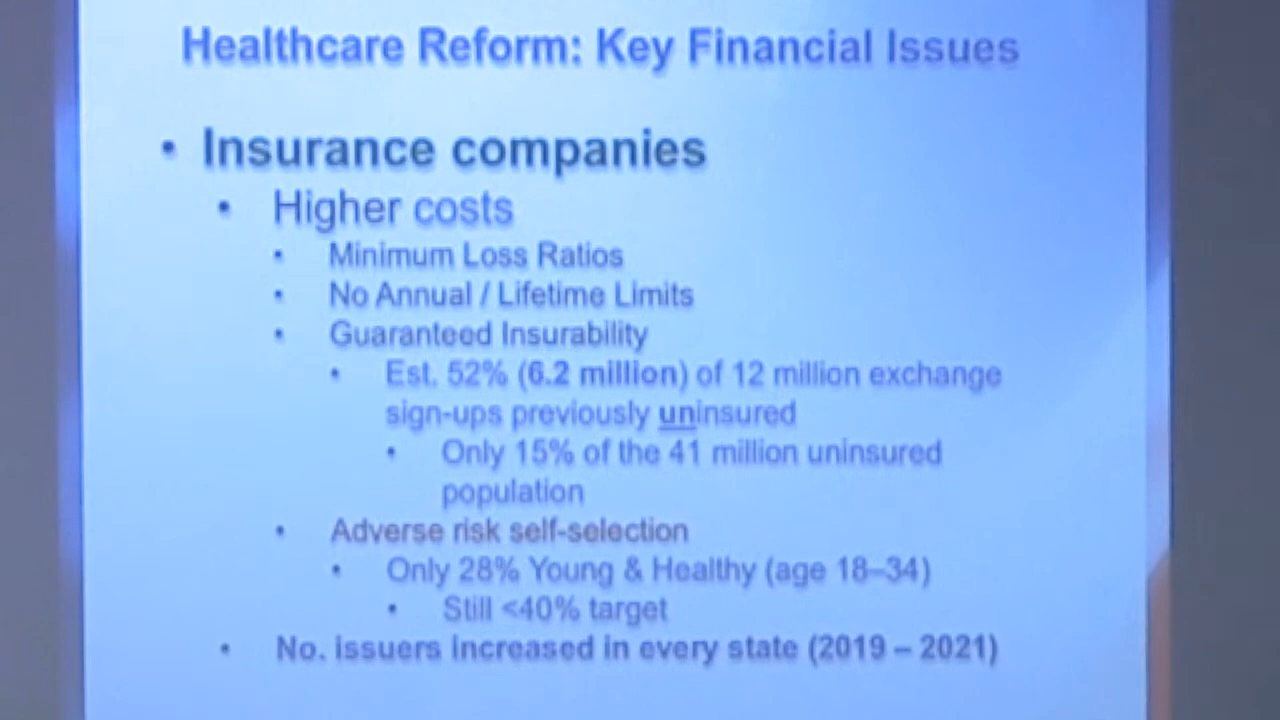 Healthcare Reform: Key Financial Issues
• Insurance companies
• Higher costs
• Minimum Loss Ratios
• No Annual / Lifetime Limits
• Guaranteed Insurability
• Est. 52% (6.2 million) of 12 million exchange
sign-ups previously uninsured
• Only 15% of the 41 million uninsured
population
• Adverse risk self-selection
• Only 28% Young & Healthy (age 18–34)
• Still <40% target
• No. issuers increased in every state (2019 – 2021)